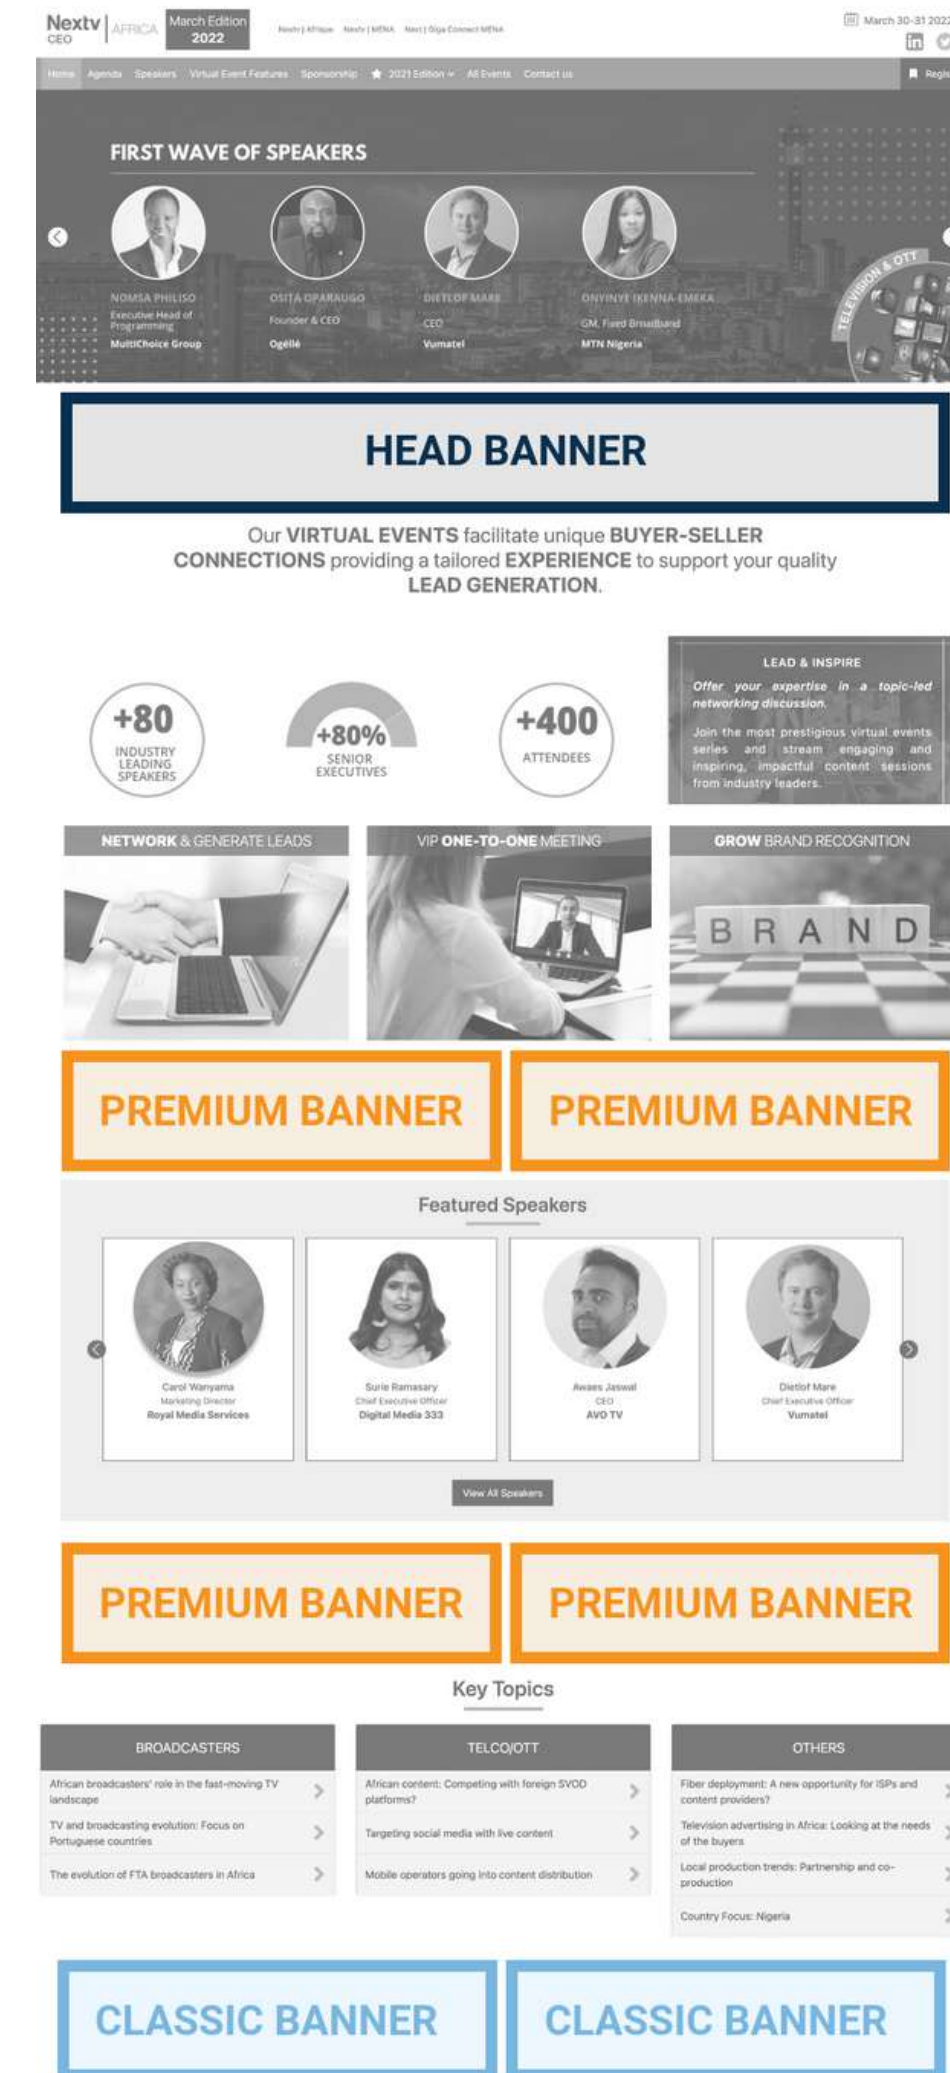 Nextv AFRICA
CEO
March Edition
2022
Nextv | Afrique Nextv | MENA Next | Giga Connect MENA
March 30-31 2022
in
Home Agenda Speakers Virtual Event Features Sponsorship 2021 Edition All Events Contact us
Regis
FIRST WAVE OF SPEAKERS
NOMSA PHILISO
Executive Head of
Programming
MultiChoice Group
OSITA OPARAUGO
Founder & CEO
Ogéllé
DIETLOF MARE
CEO
Vumatel
ONYINYE IKENNA-EMEKA
GM, Fixed Broadband
MTN Nigeria
TELEVISION & OTT
HEAD BANNER
Our VIRTUAL EVENTS facilitate unique BUYER-SELLER
CONNECTIONS providing a tailored EXPERIENCE to support your quality
LEAD GENERATION.
+80
INDUSTRY
LEADING
SPEAKERS
+80%
SENIOR
EXECUTIVES
+400
ATTENDEES
LEAD & INSPIRE
Offer your expertise in a topic-led
networking discussion.
Join the most prestigious virtual events
series and stream engaging and
inspiring, impactful content sessions
from industry leaders.
NETWORK & GENERATE LEADS
VIP ONE-TO-ONE MEETING
GROW BRAND RECOGNITION
BRAND
PREMIUM BANNER
PREMIUM BANNER
Featured Speakers
Carol Wanyama
Marketing Director
Royal Media Services
Surie Ramasary
Chief Executive Officer
Digital Media 333
Awaes Jaswal
CEO
AVO TV
Dietlof Mare
Chief Executive Officer
Vumatel
View All Speakers
PREMIUM BANNER
PREMIUM BANNER
Key Topics
BROADCASTERS
African broadcasters' role in the fast-moving TV
landscape
TV and broadcasting evolution: Focus on
Portuguese countries
The evolution of FTA broadcasters in Africa
TELCO/OTT
African content: Competing with foreign SVOD
platforms?
Targeting social media with live content
Mobile operators going into content distribution
OTHERS
Fiber deployment: A new opportunity for ISPs and
content providers?
Television advertising in Africa: Looking at the needs
of the buyers
Local production trends: Partnership and co-
production
Country Focus: Nigeria
CLASSIC BANNER
CLASSIC BANNER